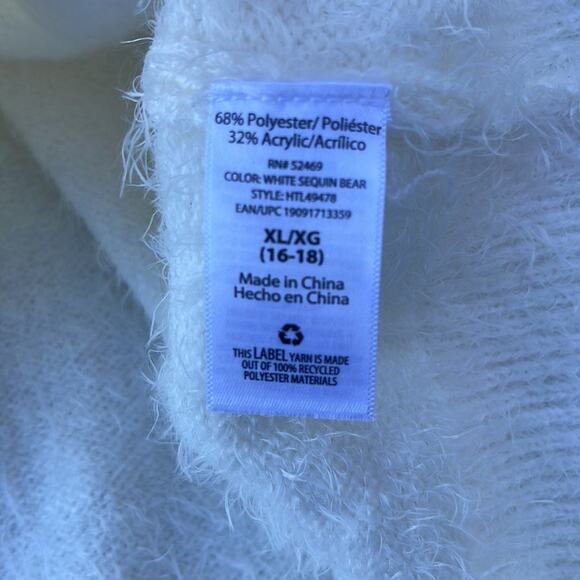 68% Polyester/ Poliéster
32% Acrylic/Acrílico
RN# 52469
COLOR: WHITE SEQUIN BEAR
STYLE: HTL49478
EAN/UPC 19091713359
XL/XG
(16-18)
Made in China
Hecho en China
THIS LABEL YARN IS MADE
OUT OF 100% RECYCLED
POLYESTER MATERIALS